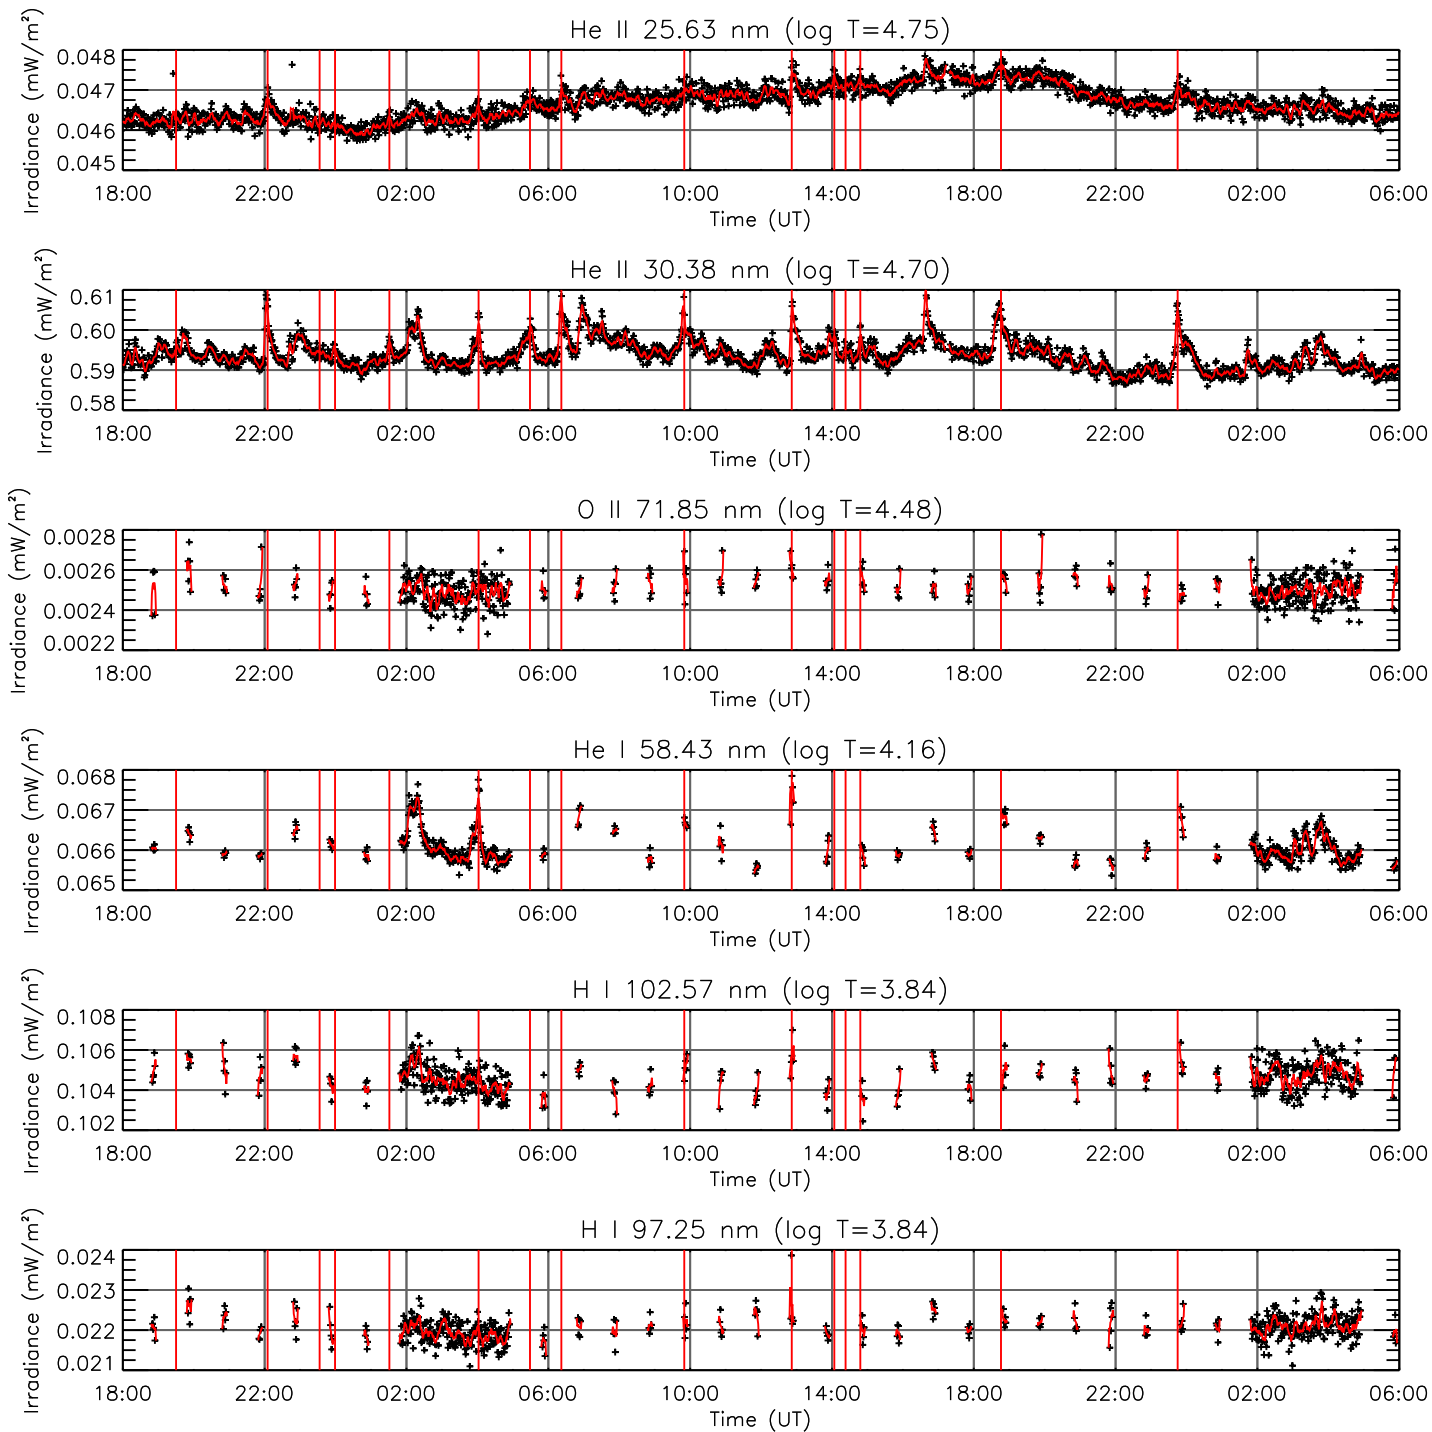 He II 25.63 nm (log T=4.75)
Irradiance (mW/m²)
0.048
0.047
0.046
0.045
18:00 22:00 02:00 06:00 10:00 14:00 18:00 22:00 02:00 06:00
Time (UT)
He II 30.38 nm (log T=4.70)
Irradiance (mW/m²)
0.61
0.60
0.59
0.58
18:00 22:00 02:00 06:00 10:00 14:00 18:00 22:00 02:00 06:00
Time (UT)
O II 71.85 nm (log T=4.48)
Irradiance (mW/m²)
0.0028
0.0026
0.0024
0.0022
18:00 22:00 02:00 06:00 10:00 14:00 18:00 22:00 02:00 06:00
Time (UT)
He I 58.43 nm (log T=4.16)
Irradiance (mW/m²)
0.068
0.067
0.066
0.065
18:00 22:00 02:00 06:00 10:00 14:00 18:00 22:00 02:00 06:00
Time (UT)
H I 102.57 nm (log T=3.84)
Irradiance (mW/m²)
0.108
0.106
0.104
0.102
18:00 22:00 02:00 06:00 10:00 14:00 18:00 22:00 02:00 06:00
Time (UT)
H I 97.25 nm (log T=3.84)
Irradiance (mW/m²)
0.024
0.023
0.022
0.021
18:00 22:00 02:00 06:00 10:00 14:00 18:00 22:00 02:00 06:00
Time (UT)